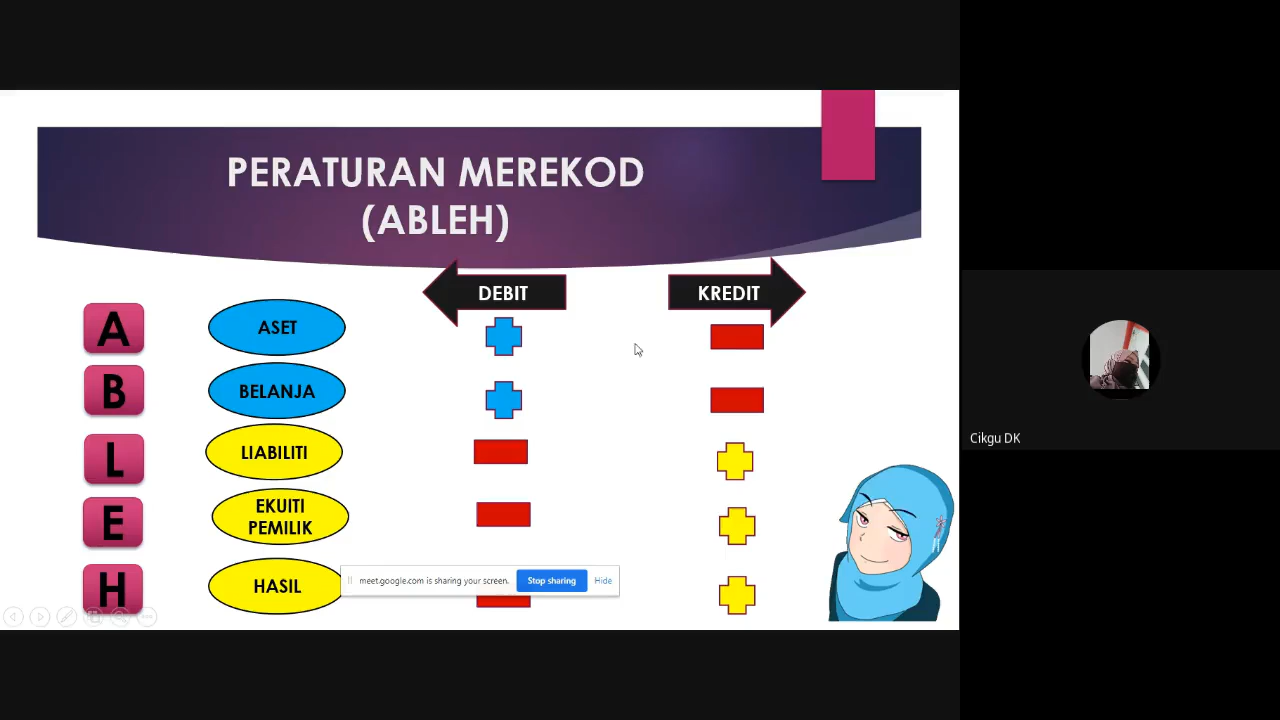 PERATURAN MEREKOD
(ABLEH)
DEBIT
KREDIT
A
ASET
B
BELANJA
L
LIABILITI
E
EKUITI
PEMILIK
H
HASIL
meet.google.com is sharing your screen.
Stop sharing
Hide
Cikgu DK